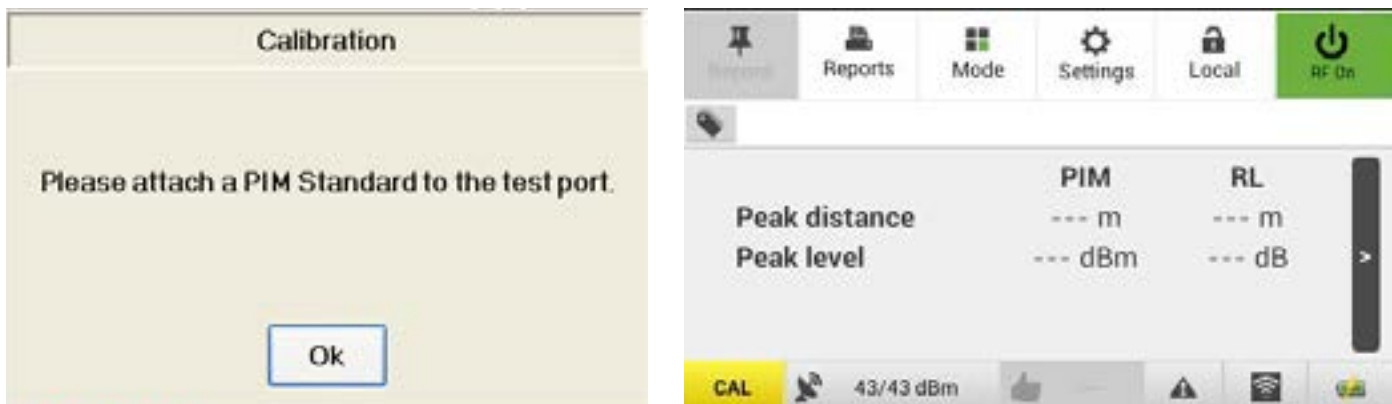 Calibration
Please attach a PIM Standard to the test port.
Ok
Record Reports Mode Settings Local RF On
PIM RL
Peak distance --- m --- m
Peak level --- dBm --- dB
>
CAL 43/43 dBm ---